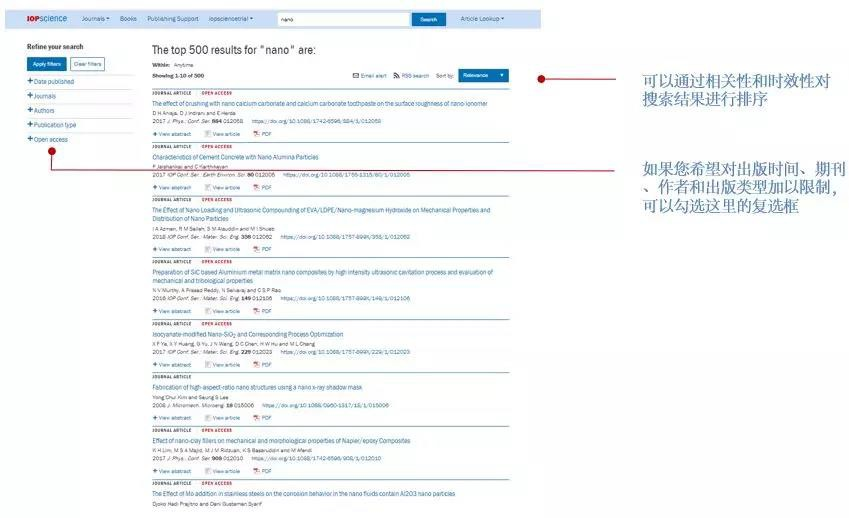 IOPscience Journals Books Publishing Support iopsciencetrial nano Search Article Lookup
Refine your search
Apply filters Clear filters
+ Date published
+ Journals
+ Authors
+ Publication type
+ Open access
The top 500 results for "nano" are:
Within: Anytime
Showing 1-10 of 500 Email alert RSS search Sort by: Relevance
JOURNAL ARTICLE OPEN ACCESS
The effect of brushing with nano calcium carbonate and calcium carbonate toothpaste on the surface roughness of nano-ionomer
D H Anisja, D J Indrani and E Herda
2017 J. Phys.: Conf. Ser. 884 012058 https://doi.org/10.1088/1742-6596/884/1/012058
+ View abstract View article PDF
JOURNAL ARTICLE OPEN ACCESS
Characteristics of Cement Concrete with Nano Alumina Particles
P Jaishankar and C Karthikeyan
2017 IOP Conf. Ser.: Earth Environ. Sci. 80 012005 https://doi.org/10.1088/1755-1315/80/1/012005
+ View abstract View article PDF
JOURNAL ARTICLE OPEN ACCESS
The Effect of Nano Loading and Ultrasonic Compounding of EVA/LDPE/Nano-magnesium Hydroxide on Mechanical Properties and
Distribution of Nano Particles
I A Azman, R M Salleh, S M Alauddin and M I Shueb
2018 IOP Conf. Ser.: Mater. Sci. Eng. 358 012062 https://doi.org/10.1088/1757-899X/358/1/012062
+ View abstract View article PDF
JOURNAL ARTICLE OPEN ACCESS
Preparation of SiC based Aluminium metal matrix nano composites by high intensity ultrasonic cavitation process and evaluation of
mechanical and tribological properties
N V Murthy, A Prasad Reddy, N Selvaraj and C S P Rao
2016 IOP Conf. Ser.: Mater. Sci. Eng. 149 012106 https://doi.org/10.1088/1757-899X/149/1/012106
+ View abstract View article PDF
JOURNAL ARTICLE OPEN ACCESS
Isocyanate-modified Nano-SiO2 and Corresponding Process Optimization
X F Ye, X Y Huang, G Yu, J N Wang, D C Chen, H W Hu and M L Chang
2017 IOP Conf. Ser.: Mater. Sci. Eng. 229 012023 https://doi.org/10.1088/1757-899X/229/1/012023
+ View abstract View article PDF
JOURNAL ARTICLE
Fabrication of high-aspect-ratio nano structures using a nano x-ray shadow mask
Yong Chul Kim and Seung S Lee
2008 J. Micromech. Microeng. 18 015006 https://doi.org/10.1088/0960-1317/18/1/015006
+ View abstract View article PDF
JOURNAL ARTICLE OPEN ACCESS
Effect of nano-clay fillers on mechanical and morphological properties of Napier/epoxy Composites
K H Lim, M S A Majid, M J M Ridzuan, K S Basaruddin and M Afendi
2017 J. Phys.: Conf. Ser. 908 012010 https://doi.org/10.1088/1742-6596/908/1/012010
+ View abstract View article PDF
JOURNAL ARTICLE OPEN ACCESS
The Effect of Mo addition in stainless steels on the corrosion behavior in the nano fluids contain Al2O3 nano particles
Djoko Hadi Prajitno and Dani Gustaman Syarif
可以通过相关性和时效性对
搜索结果进行排序
如果您希望对出版时间、期刊
、作者和出版类型加以限制，
可以勾选这里的复选框